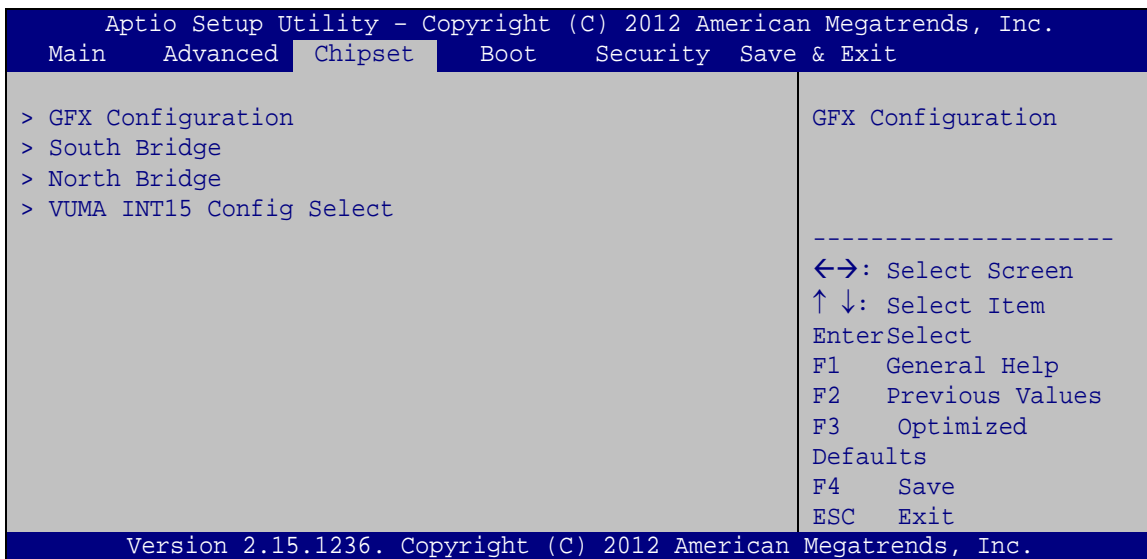 Aptio Setup Utility – Copyright (C) 2012 American Megatrends, Inc.
Main Advanced Chipset Boot Security Save & Exit
> GFX Configuration
> South Bridge
> North Bridge
> VUMA INT15 Config Select
GFX Configuration
---------------------
←→: Select Screen
↑ ↓: Select Item
EnterSelect
F1 General Help
F2 Previous Values
F3 Optimized
Defaults
F4 Save
ESC Exit
Version 2.15.1236. Copyright (C) 2012 American Megatrends, Inc.